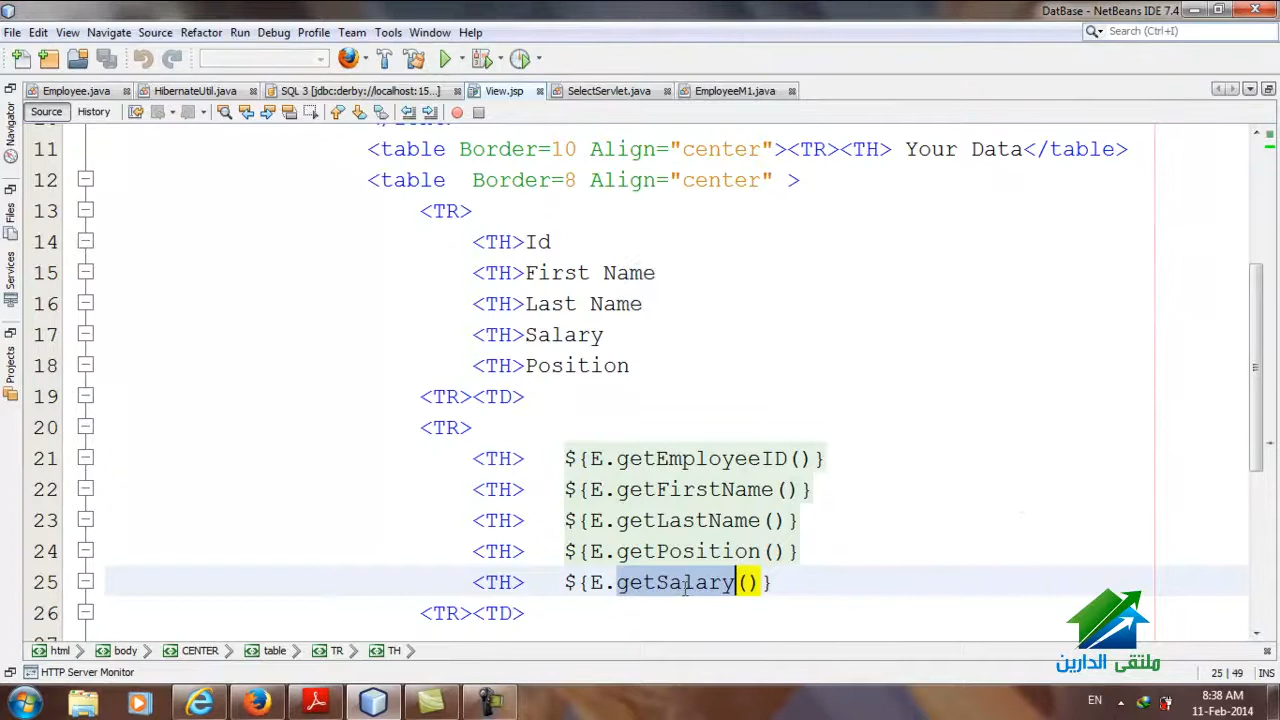 DatBase - NetBeans IDE 7.4
File Edit View Navigate Source Refactor Run Debug Profile Team Tools Window Help
Search (Ctrl+I)
Employee.java HibernateUtil.java SQL 3 [jdbc:derby://localhost:15...] View.jsp SelectServlet.java EmployeeM1.java
Source History
Navigator
Files
Services
Projects
11 <table Border=10 Align="center"><TR><TH> Your Data</table>
12 <table  Border=8 Align="center" >
13 <TR>
14 <TH>Id
15 <TH>First Name
16 <TH>Last Name
17 <TH>Salary
18 <TH>Position
19 <TR><TD>
20 <TR>
21 <TH>   ${E.getEmployeeID()}
22 <TH>   ${E.getFirstName()}
23 <TH>   ${E.getLastName()}
24 <TH>   ${E.getPosition()}
25 <TH>   ${E.getSalary()}
26 <TR><TD>
html body CENTER table TR TH
ملتقى الدارين
HTTP Server Monitor
25 | 49 INS
EN
8:38 AM
11-Feb-2014